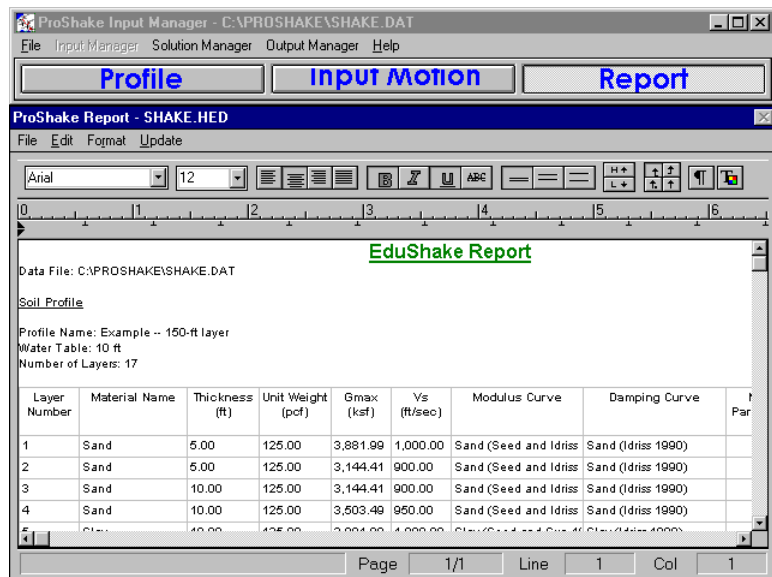 ProShake Input Manager - C:\PROSHAKE\SHAKE.DAT
File Input Manager Solution Manager Output Manager Help
Profile Input Motion Report
ProShake Report - SHAKE.HED
File Edit Format Update
Arial 12 B I U ABC H L
0 1 2 3 4 5 6
EduShake Report
Data File: C:\PROSHAKE\SHAKE.DAT
Soil Profile
Profile Name: Example -- 150-ft layer
Water Table: 10 ft
Number of Layers: 17
Layer Number Material Name Thickness (ft) Unit Weight (pcf) Gmax (ksf) Vs (ft/sec) Modulus Curve Damping Curve
1 Sand 5.00 125.00 3,881.99 1,000.00 Sand (Seed and Idriss Sand (Idriss 1990)
2 Sand 5.00 125.00 3,144.41 900.00 Sand (Seed and Idriss Sand (Idriss 1990)
3 Sand 10.00 125.00 3,144.41 900.00 Sand (Seed and Idriss Sand (Idriss 1990)
4 Sand 10.00 125.00 3,503.49 950.00 Sand (Seed and Idriss Sand (Idriss 1990)
Page 1/1 Line 1 Col 1